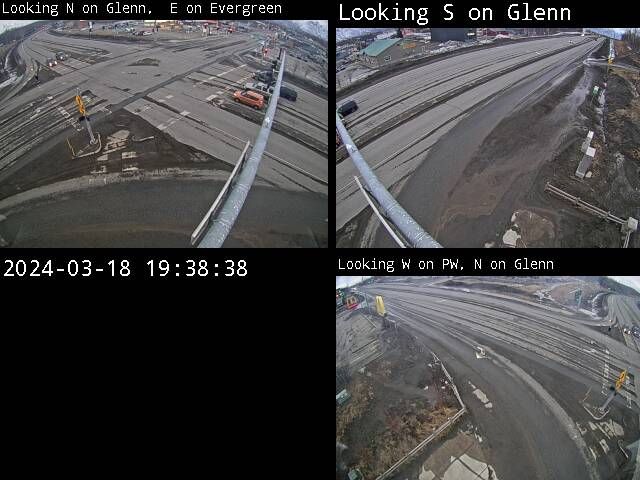 Looking N on Glenn,  E on Evergreen
Looking S on Glenn
2024-03-18 19:38:38
Looking W on PW, N on Glenn